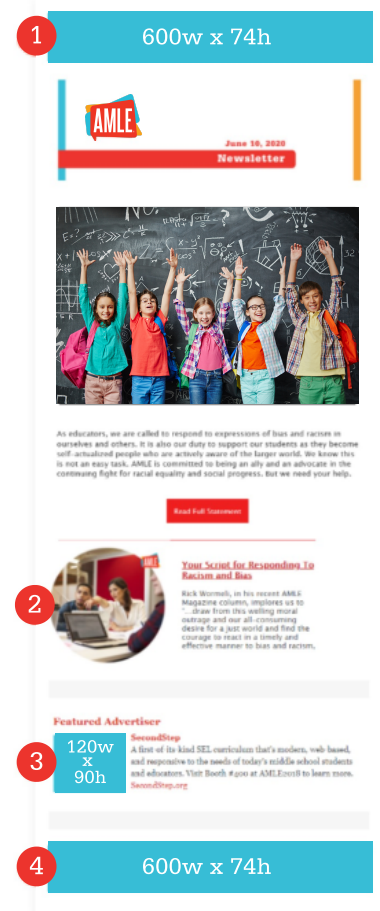 1
600w x 74h
AMLE
June 10, 2020
Newsletter
As educators, we are called to respond to expressions of bias and racism in
ourselves and others. It is also our duty to support our students as they become
self-actualized people who are actively aware of the larger world. We know this
is not an easy task. AMLE is committed to being an ally and an advocate in the
continuing fight for racial equality and social progress. But we need your help.
Read Full Statement
2
AMLE
Your Script for Responding To
Racism and Bias
Rick Wormeli, in his recent AMLE
Magazine column, implores us to
"...draw from this welling moral
outrage and our all-consuming
desire for a just world and find the
courage to react in a timely and
effective manner to bias and racism.
Featured Advertiser
3
120w
x
90h
SecondStep
A first-of-its-kind SEL curriculum that's modern, web-based,
and responsive to the needs of today's middle school students
and educators. Visit Booth #400 at AMLE2018 to learn more.
SecondStep.org
4
600w x 74h